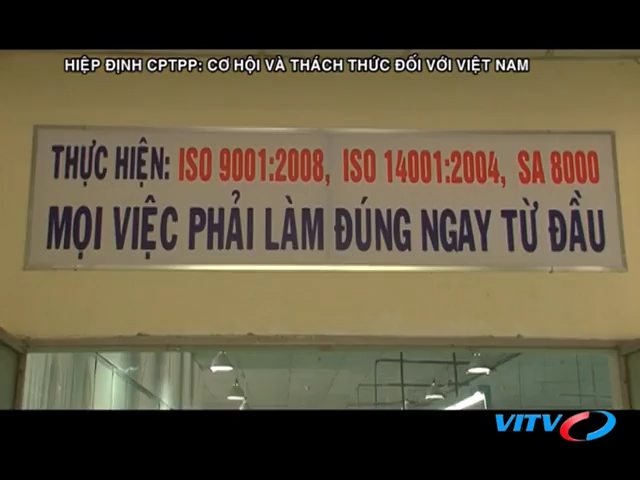 HIỆP ĐỊNH CPTPP: CƠ HỘI VÀ THÁCH THỨC ĐỐI VỚI VIỆT NAM
THỰC HIỆN: ISO 9001:2008, ISO 14001:2004, SA 8000
MỌI VIỆC PHẢI LÀM ĐÚNG NGAY TỪ ĐẦU
VITV